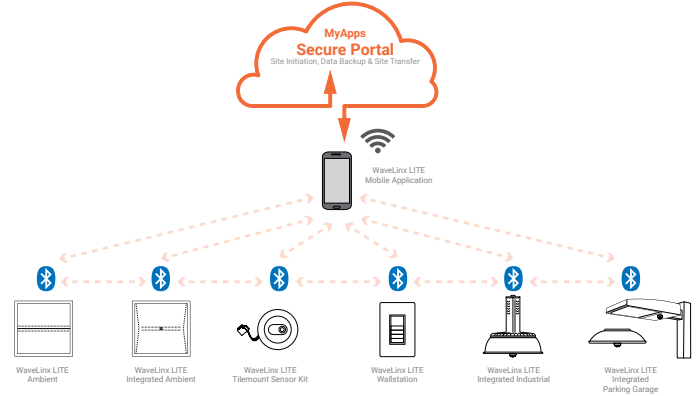 MyApps
Secure Portal
Site Initiation, Data Backup & Site Transfer
WaveLinx LITE
Mobile Application
WaveLinx LITE
Ambient
WaveLinx LITE
Integrated Ambient
WaveLinx LITE
Tilemount Sensor Kit
WaveLinx LITE
Wallstation
WaveLinx LITE
Integrated Industrial
WaveLinx LITE
Integrated
Parking Garage